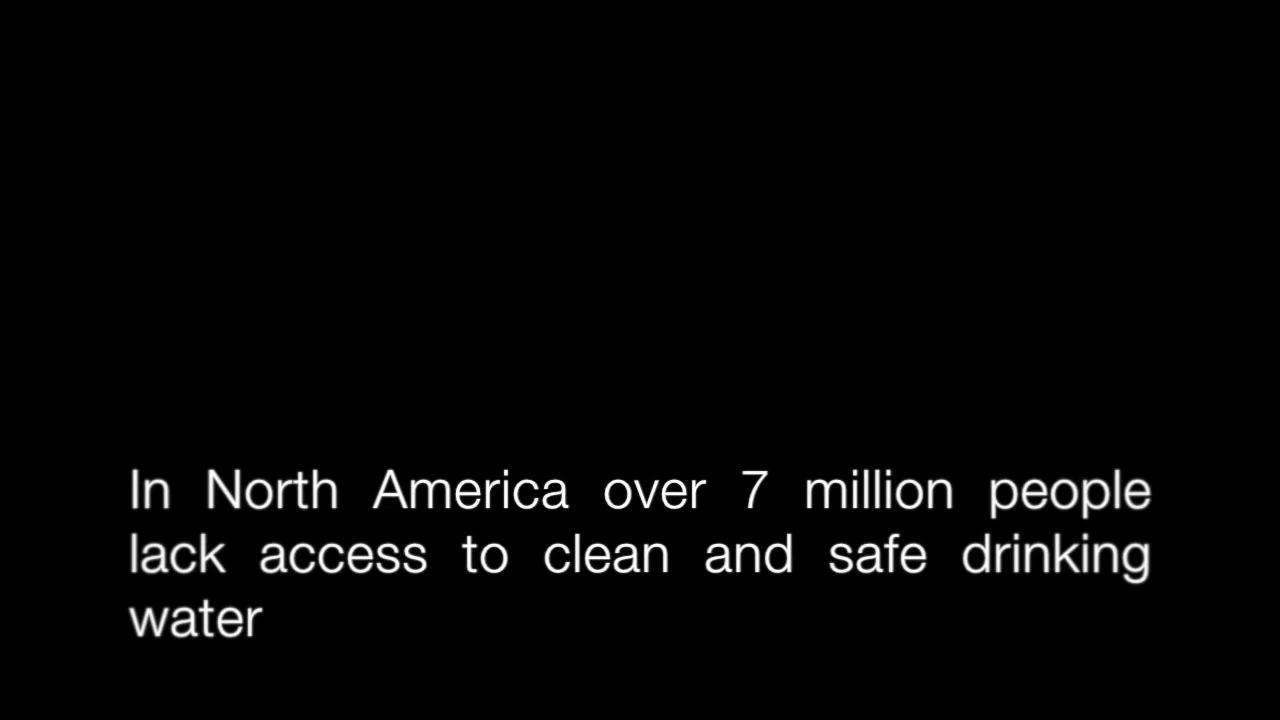 In North America over 7 million people
lack access to clean and safe drinking
water